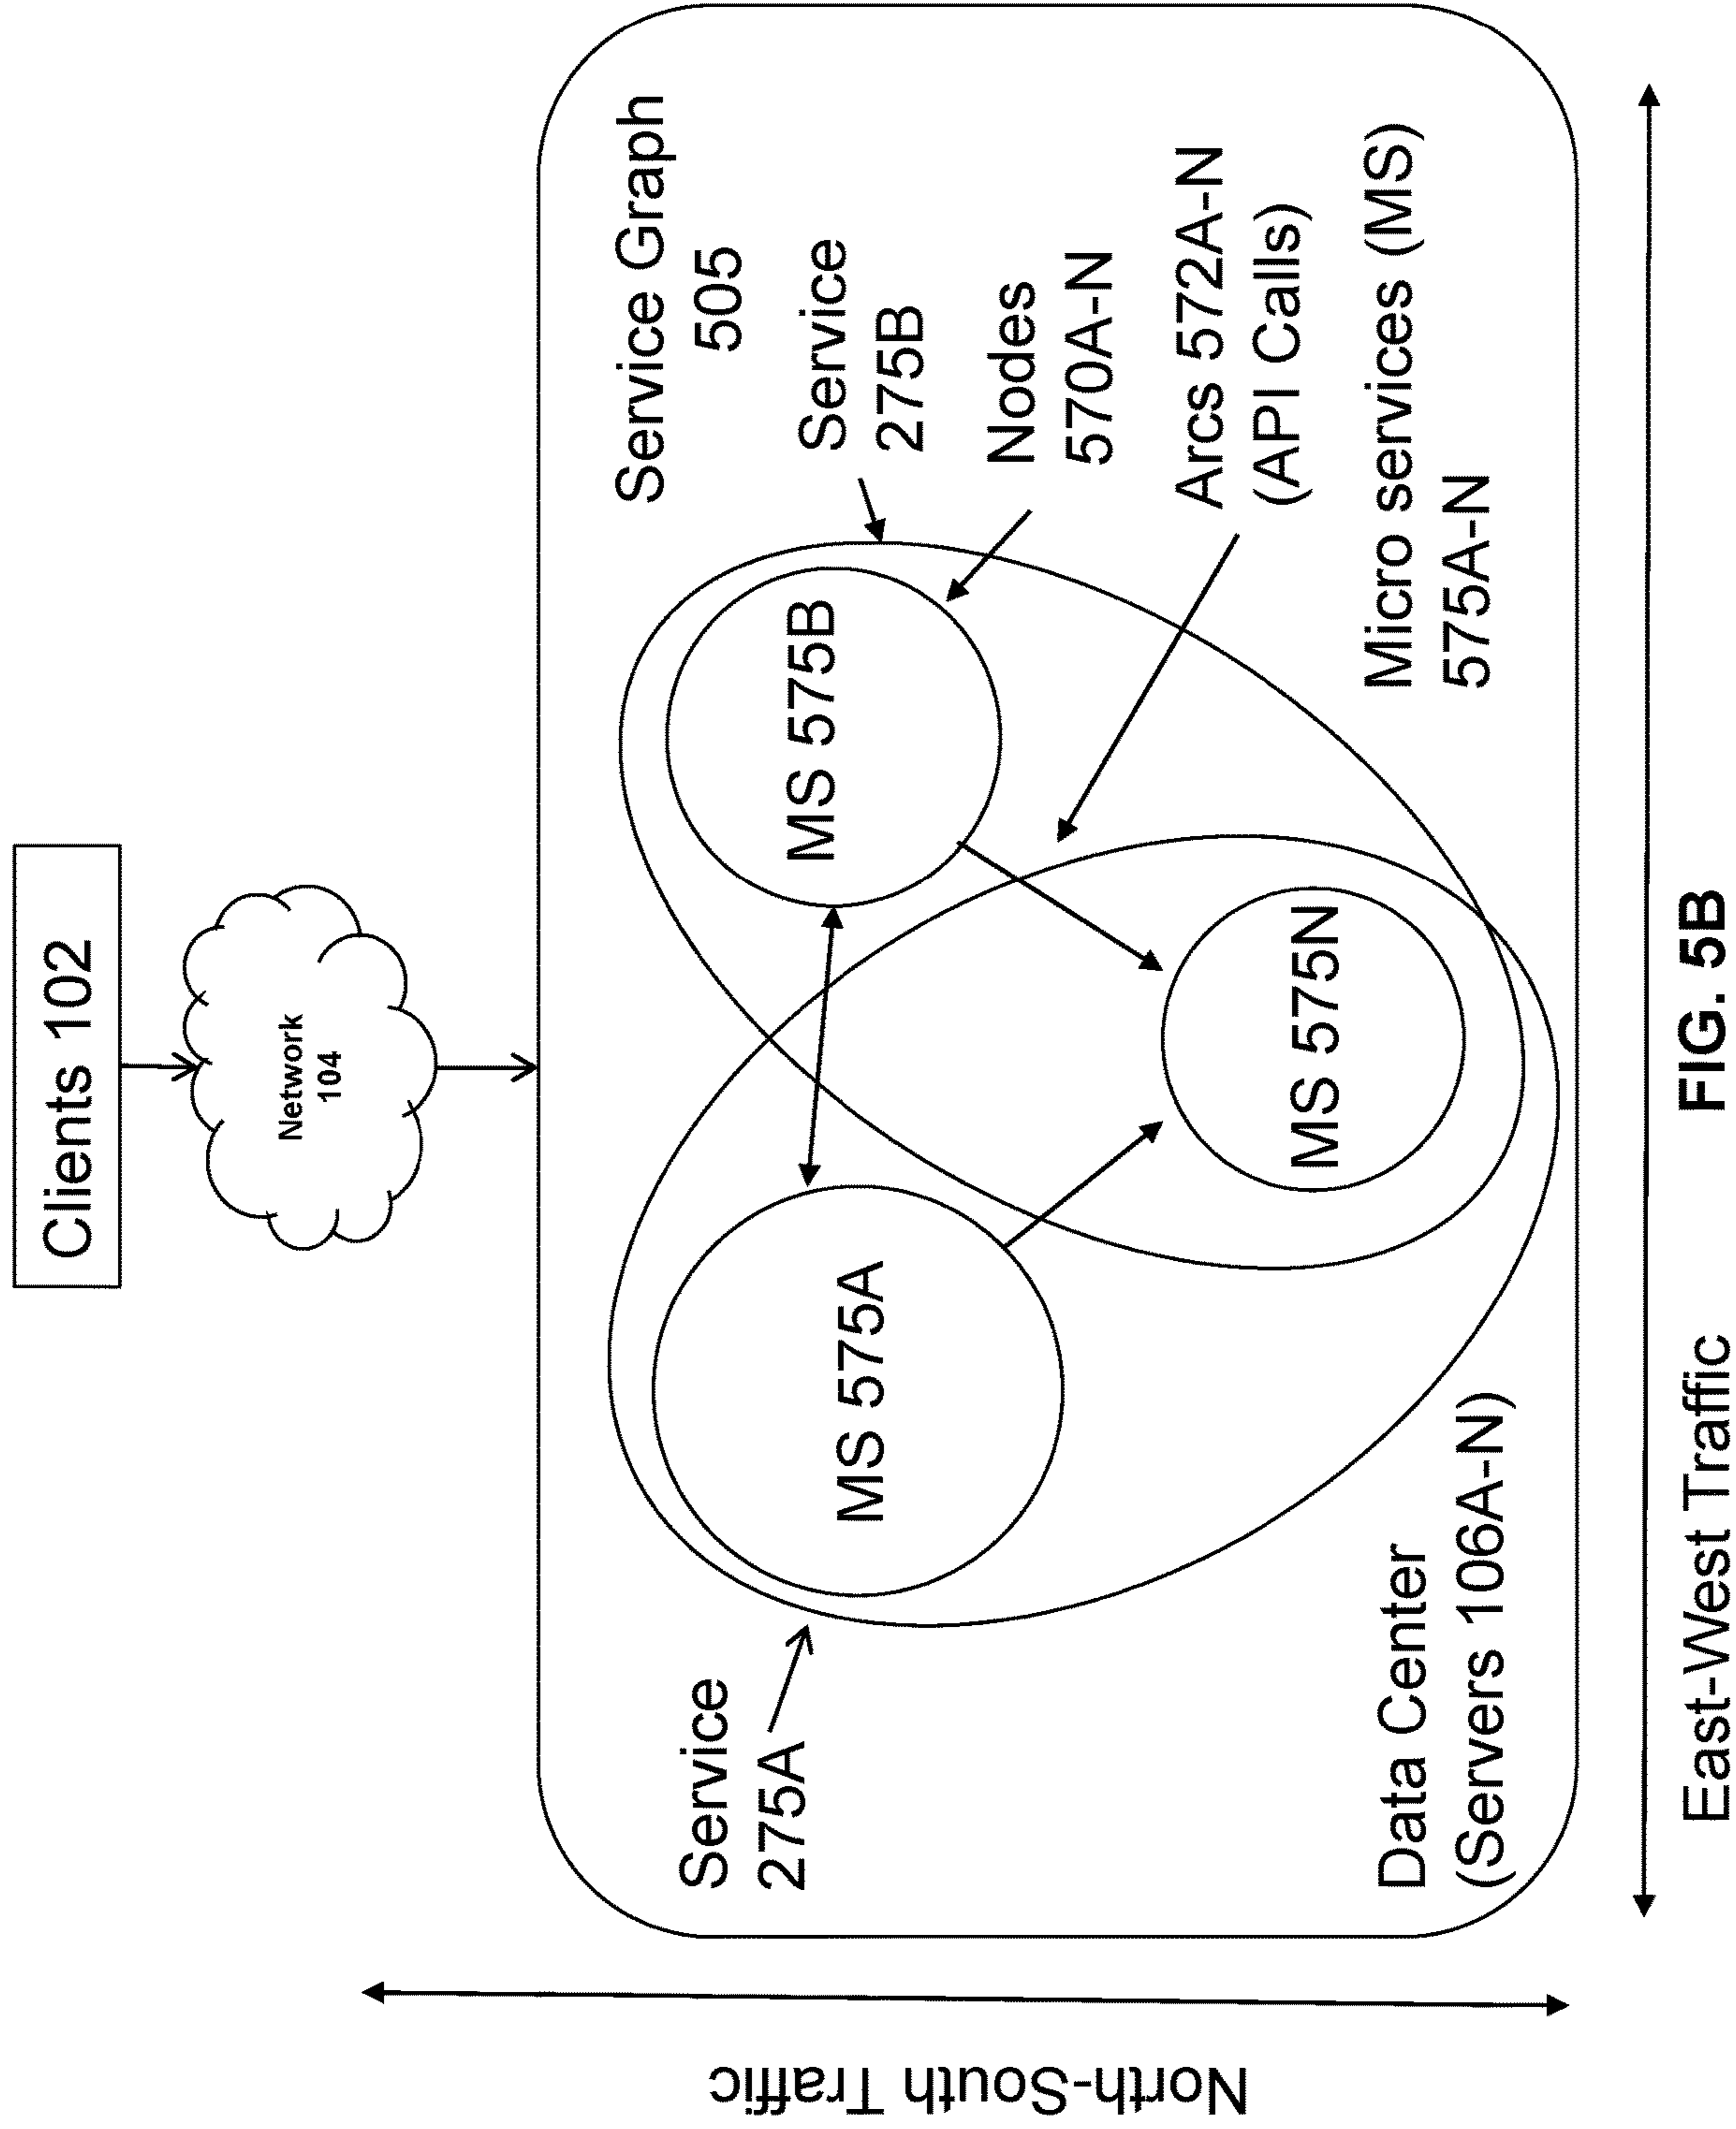 Clients 102
Network
104
Service Graph
505
Service
275B
Nodes
570A-N
Arcs 572A-N
(API Calls)
Micro services (MS)
575A-N
MS 575B
MS 575A
MS 575N
Service
275A
Data Center
(Servers 106A-N)
North-South Traffic
East-West Traffic
FIG. 5B